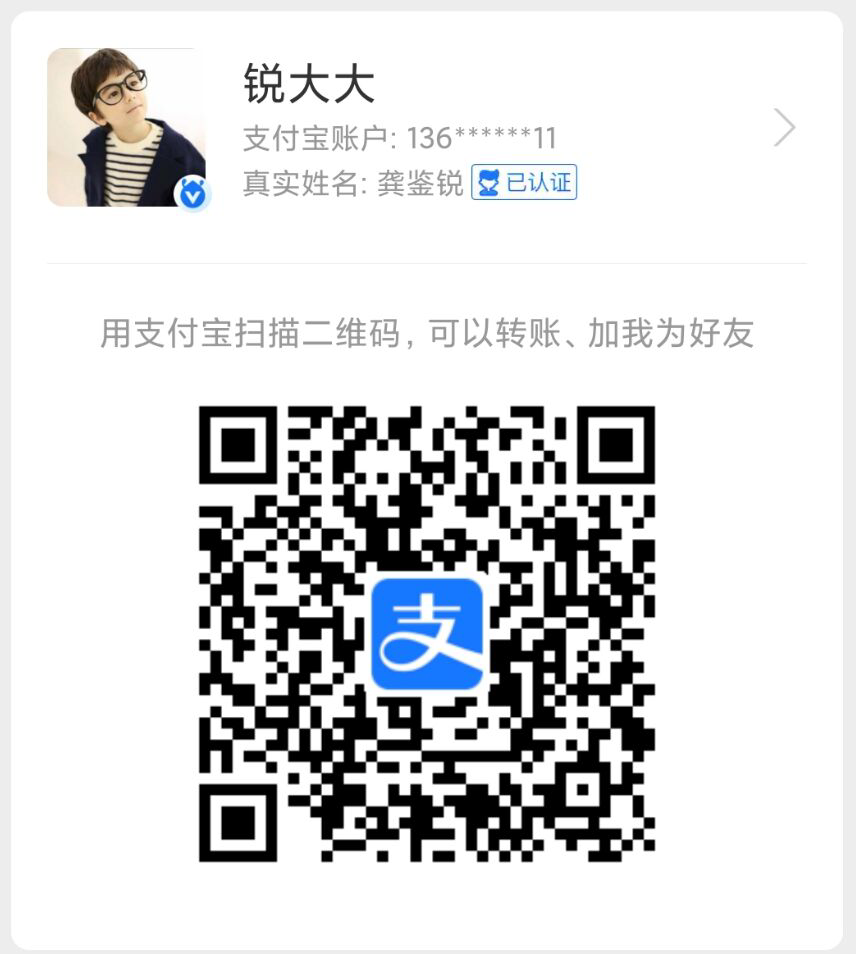 锐大大
支付宝账户: 136******11
真实姓名: 龚鉴锐 已认证
用支付宝扫描二维码, 可以转账、加我为好友
支